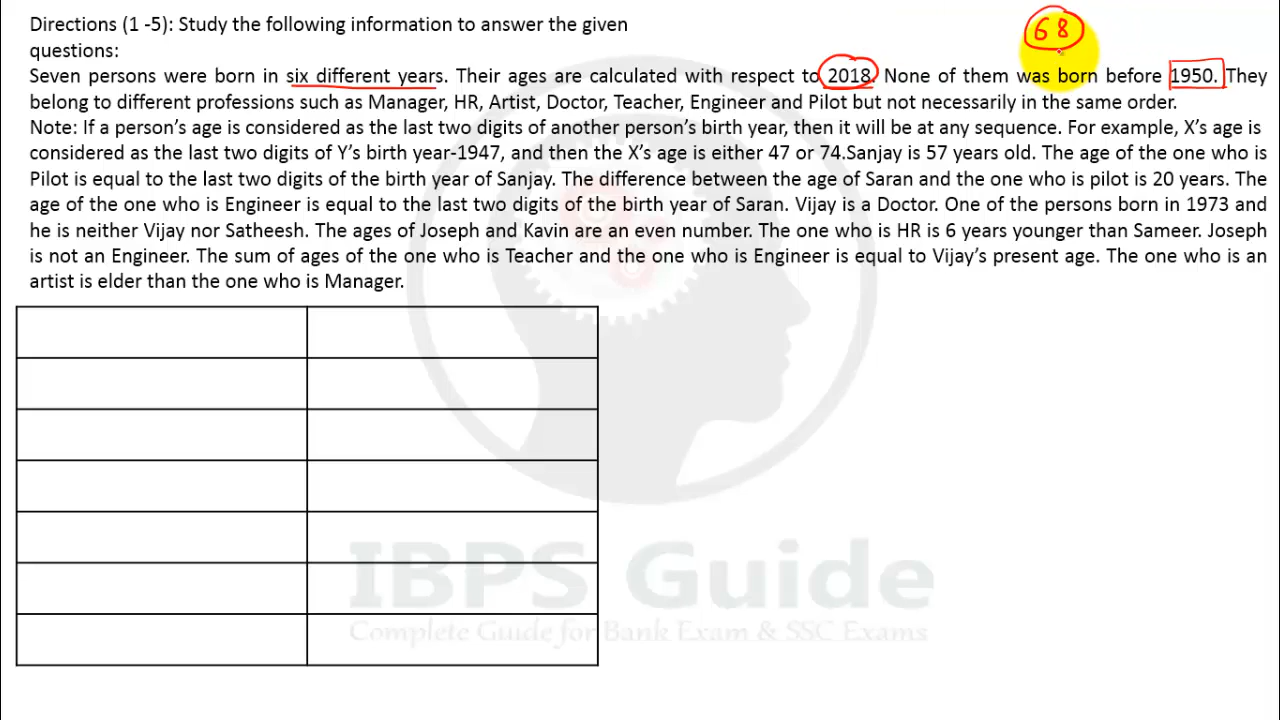 68
Directions (1 -5): Study the following information to answer the given
questions:
Seven persons were born in six different years. Their ages are calculated with respect to 2018. None of them was born before 1950. They
belong to different professions such as Manager, HR, Artist, Doctor, Teacher, Engineer and Pilot but not necessarily in the same order.
Note: If a person's age is considered as the last two digits of another person's birth year, then it will be at any sequence. For example, X's age is
considered as the last two digits of Y's birth year-1947, and then the X's age is either 47 or 74.Sanjay is 57 years old. The age of the one who is
Pilot is equal to the last two digits of the birth year of Sanjay. The difference between the age of Saran and the one who is pilot is 20 years. The
age of the one who is Engineer is equal to the last two digits of the birth year of Saran. Vijay is a Doctor. One of the persons born in 1973 and
he is neither Vijay nor Satheesh. The ages of Joseph and Kavin are an even number. The one who is HR is 6 years younger than Sameer. Joseph
is not an Engineer. The sum of ages of the one who is Teacher and the one who is Engineer is equal to Vijay's present age. The one who is an
artist is elder than the one who is Manager.
IBPS Guide
Complete Guide for Bank Exam & SSC Exams